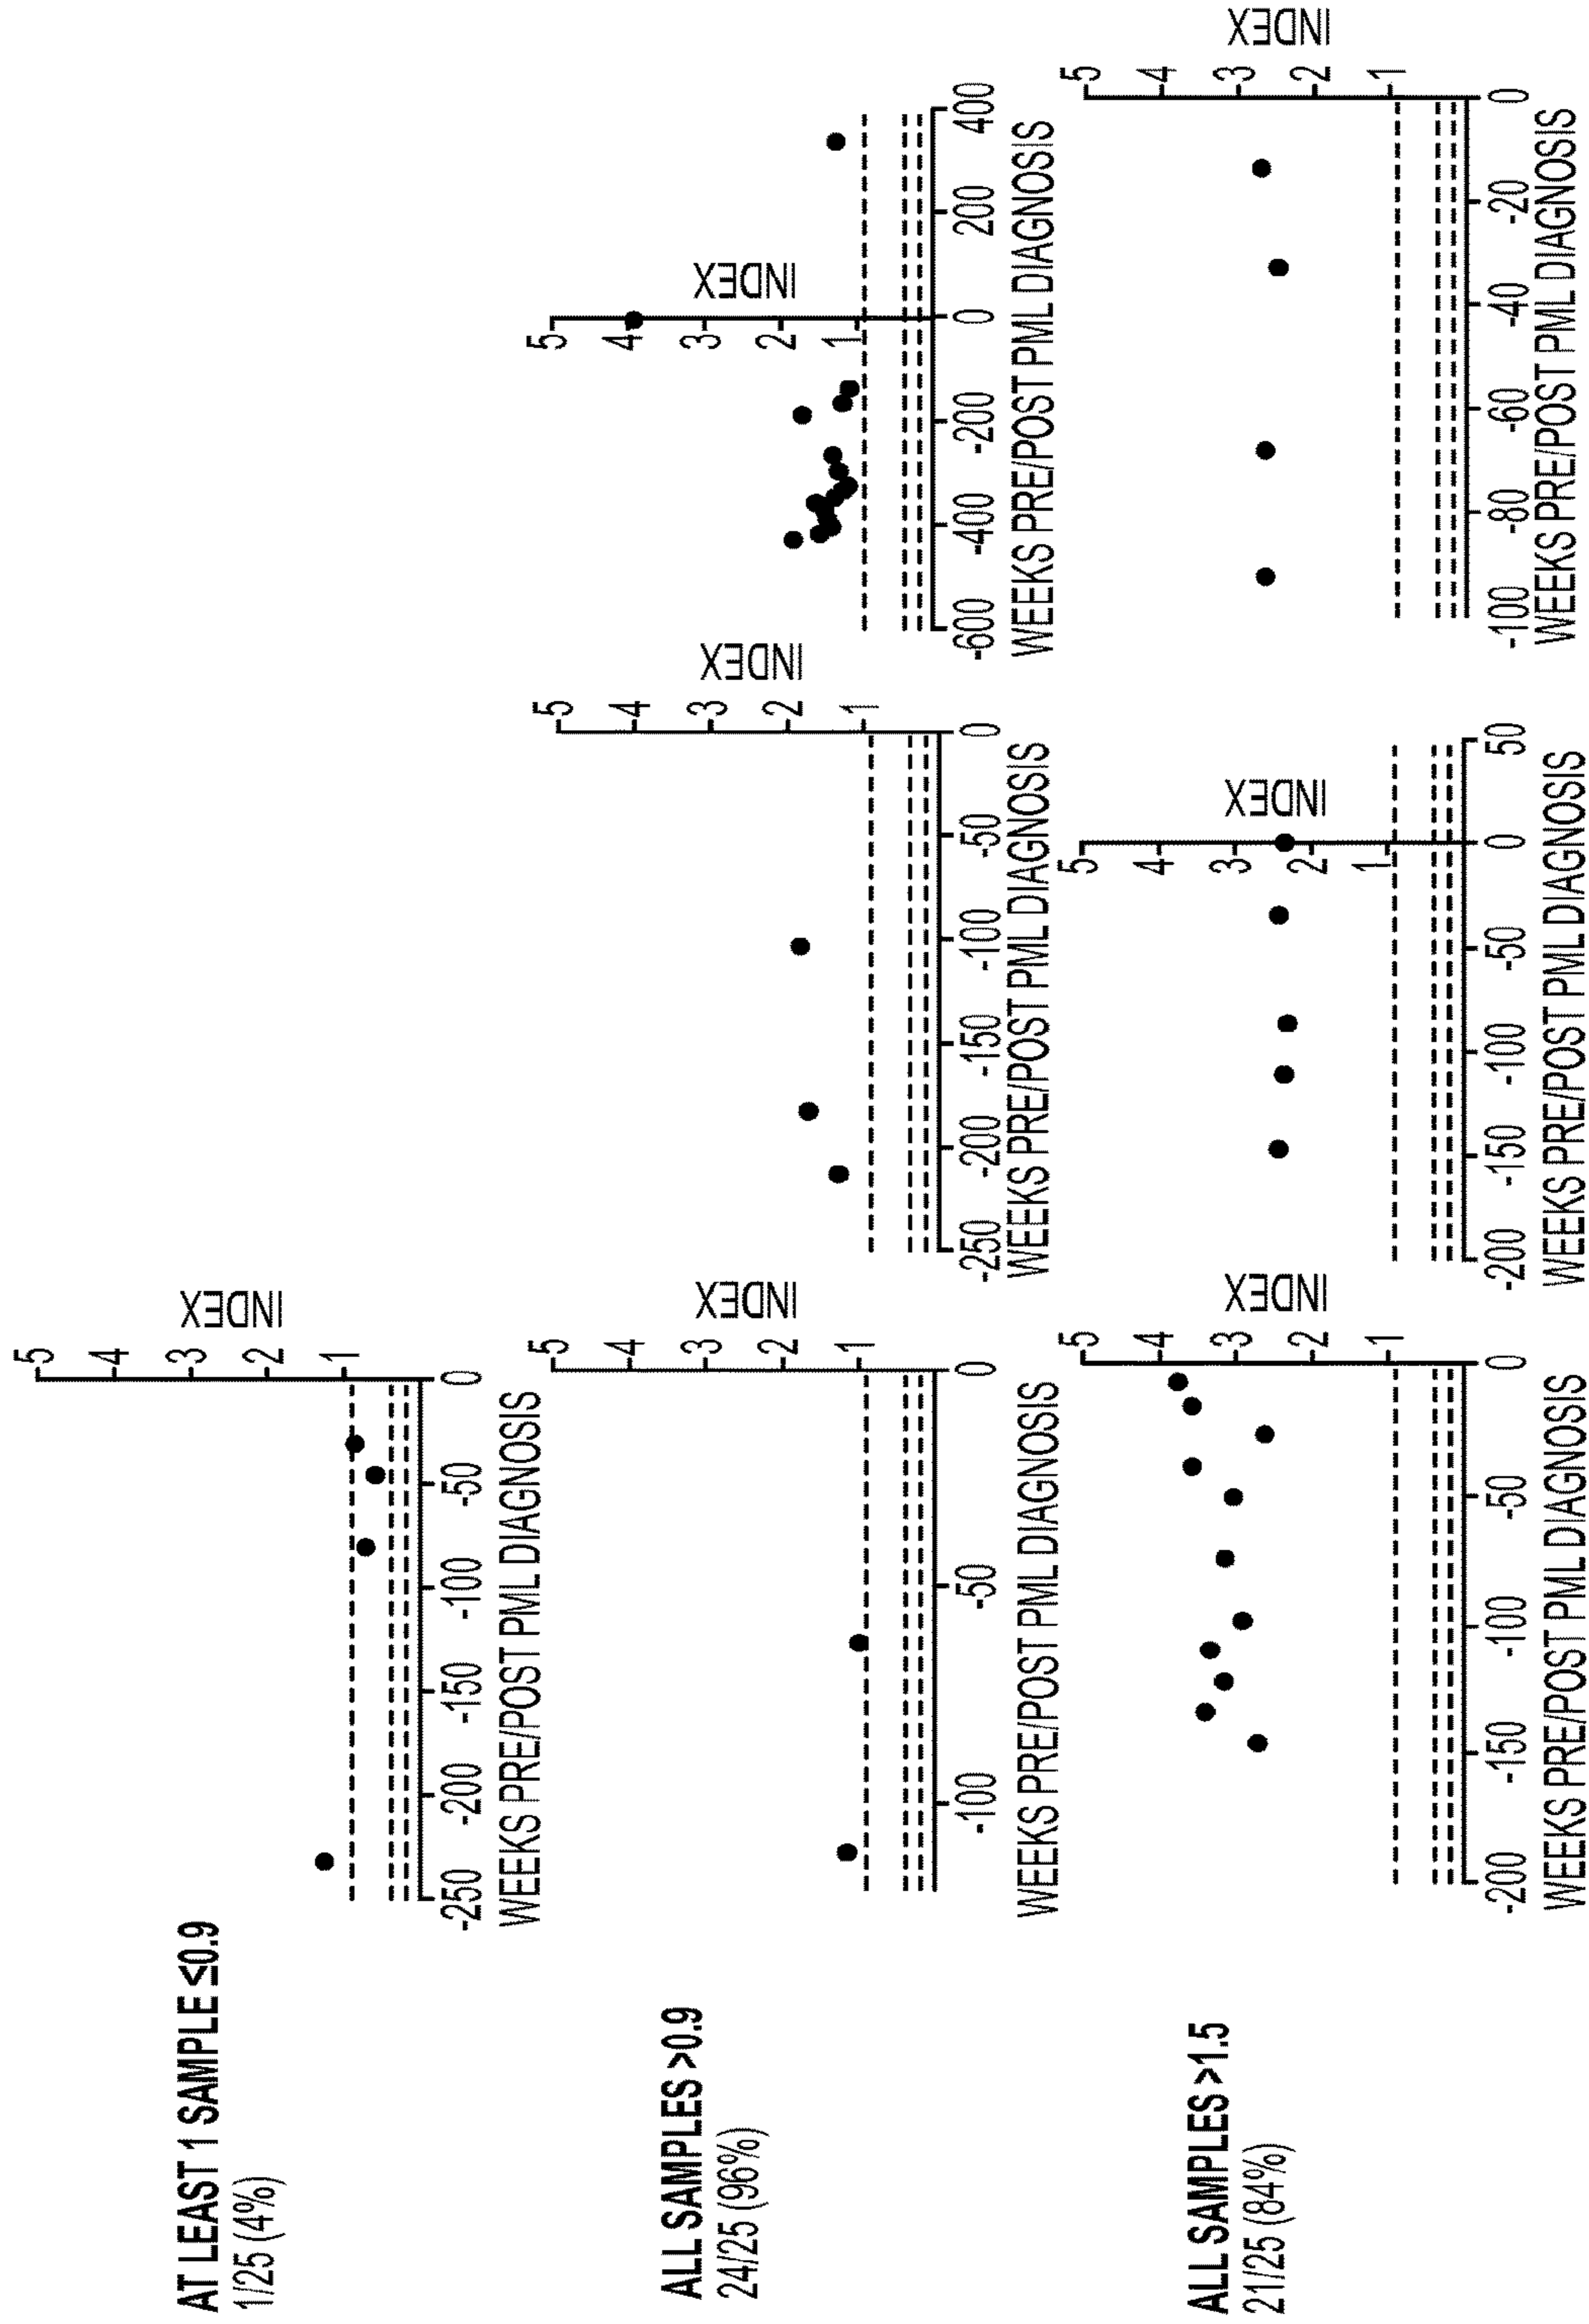 AT LEAST 1 SAMPLE ≤0.9
1/25 (4%)
5
4
3
2
1
INDEX
-250 -200 -150 -100 -50 0
WEEKS PRE/POST PML DIAGNOSIS
ALL SAMPLES >0.9
24/25 (96%)
5
4
3
2
1
INDEX
-100 -50 0
WEEKS PRE/POST PML DIAGNOSIS
5
4
3
2
1
INDEX
-250 -200 -150 -100 -50 0
WEEKS PRE/POST PML DIAGNOSIS
5
4
3
2
1
INDEX
-600 -400 -200 0 200 400
WEEKS PRE/POST PML DIAGNOSIS
ALL SAMPLES >1.5
21/25 (84%)
5
4
3
2
1
INDEX
-200 -150 -100 -50 0
WEEKS PRE/POST PML DIAGNOSIS
5
4
3
2
1
INDEX
-200 -150 -100 -50 0 50
WEEKS PRE/POST PML DIAGNOSIS
5
4
3
2
1
INDEX
-100 -80 -60 -40 -20 0
WEEKS PRE/POST PML DIAGNOSIS